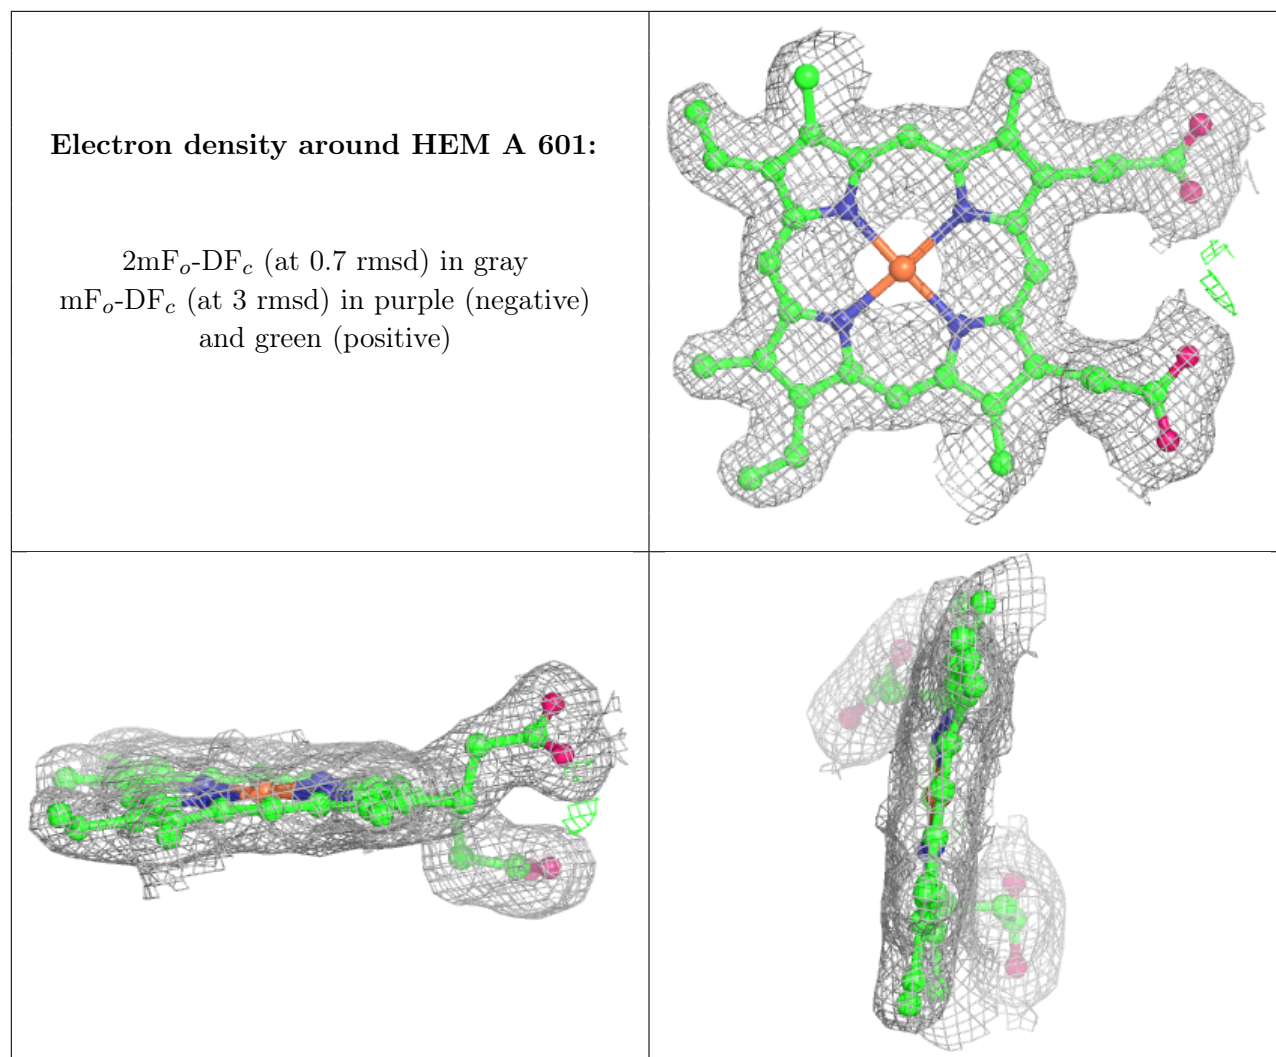 Electron density around HEM A 601:
2mFo-DFc (at 0.7 rmsd) in gray
mFo-DFc (at 3 rmsd) in purple (negative)
and green (positive)